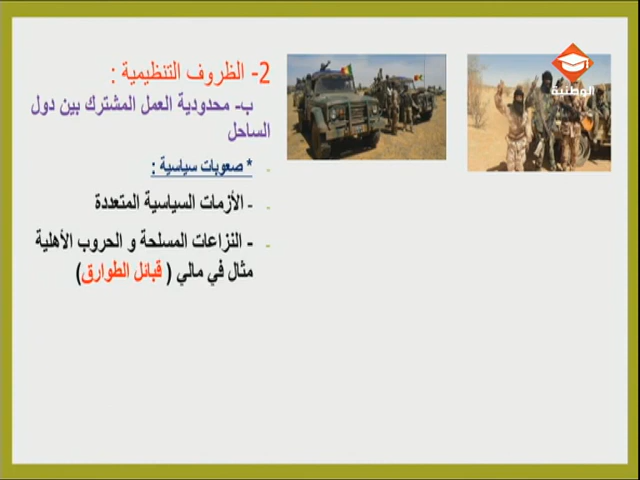 2- الظروف التنظيمية :
ب- محدودية العمل المشترك بين دول
الساحل
* صعوبات سياسية :
- الأزمات السياسية المتعددة
- النزاعات المسلحة و الحروب الأهلية
مثال في مالي ( قبائل الطوارق)
الوطنية